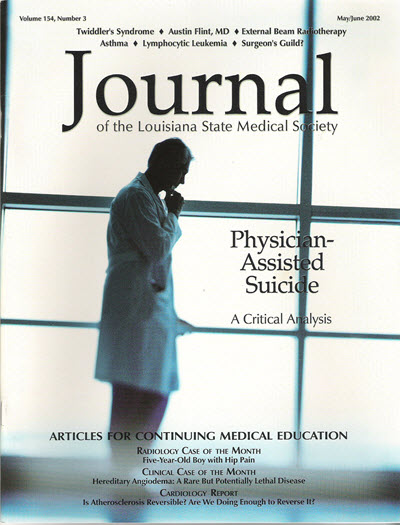 Volume 154, Number 3
May/June 2002
Twiddler's Syndrome ♦ Austin Flint, MD ♦ External Beam Radiotherapy
Asthma ♦ Lymphocytic Leukemia ♦ Surgeon's Guild?
Journal
of the Louisiana State Medical Society
Physician-
Assisted
Suicide
A Critical Analysis
ARTICLES FOR CONTINUING MEDICAL EDUCATION
RADIOLOGY CASE OF THE MONTH
Five-Year-Old Boy with Hip Pain
CLINICAL CASE OF THE MONTH
Hereditary Angiodema: A Rare But Potentially Lethal Disease
CARDIOLOGY REPORT
Is Atherosclerosis Reversible? Are We Doing Enough to Reverse It?